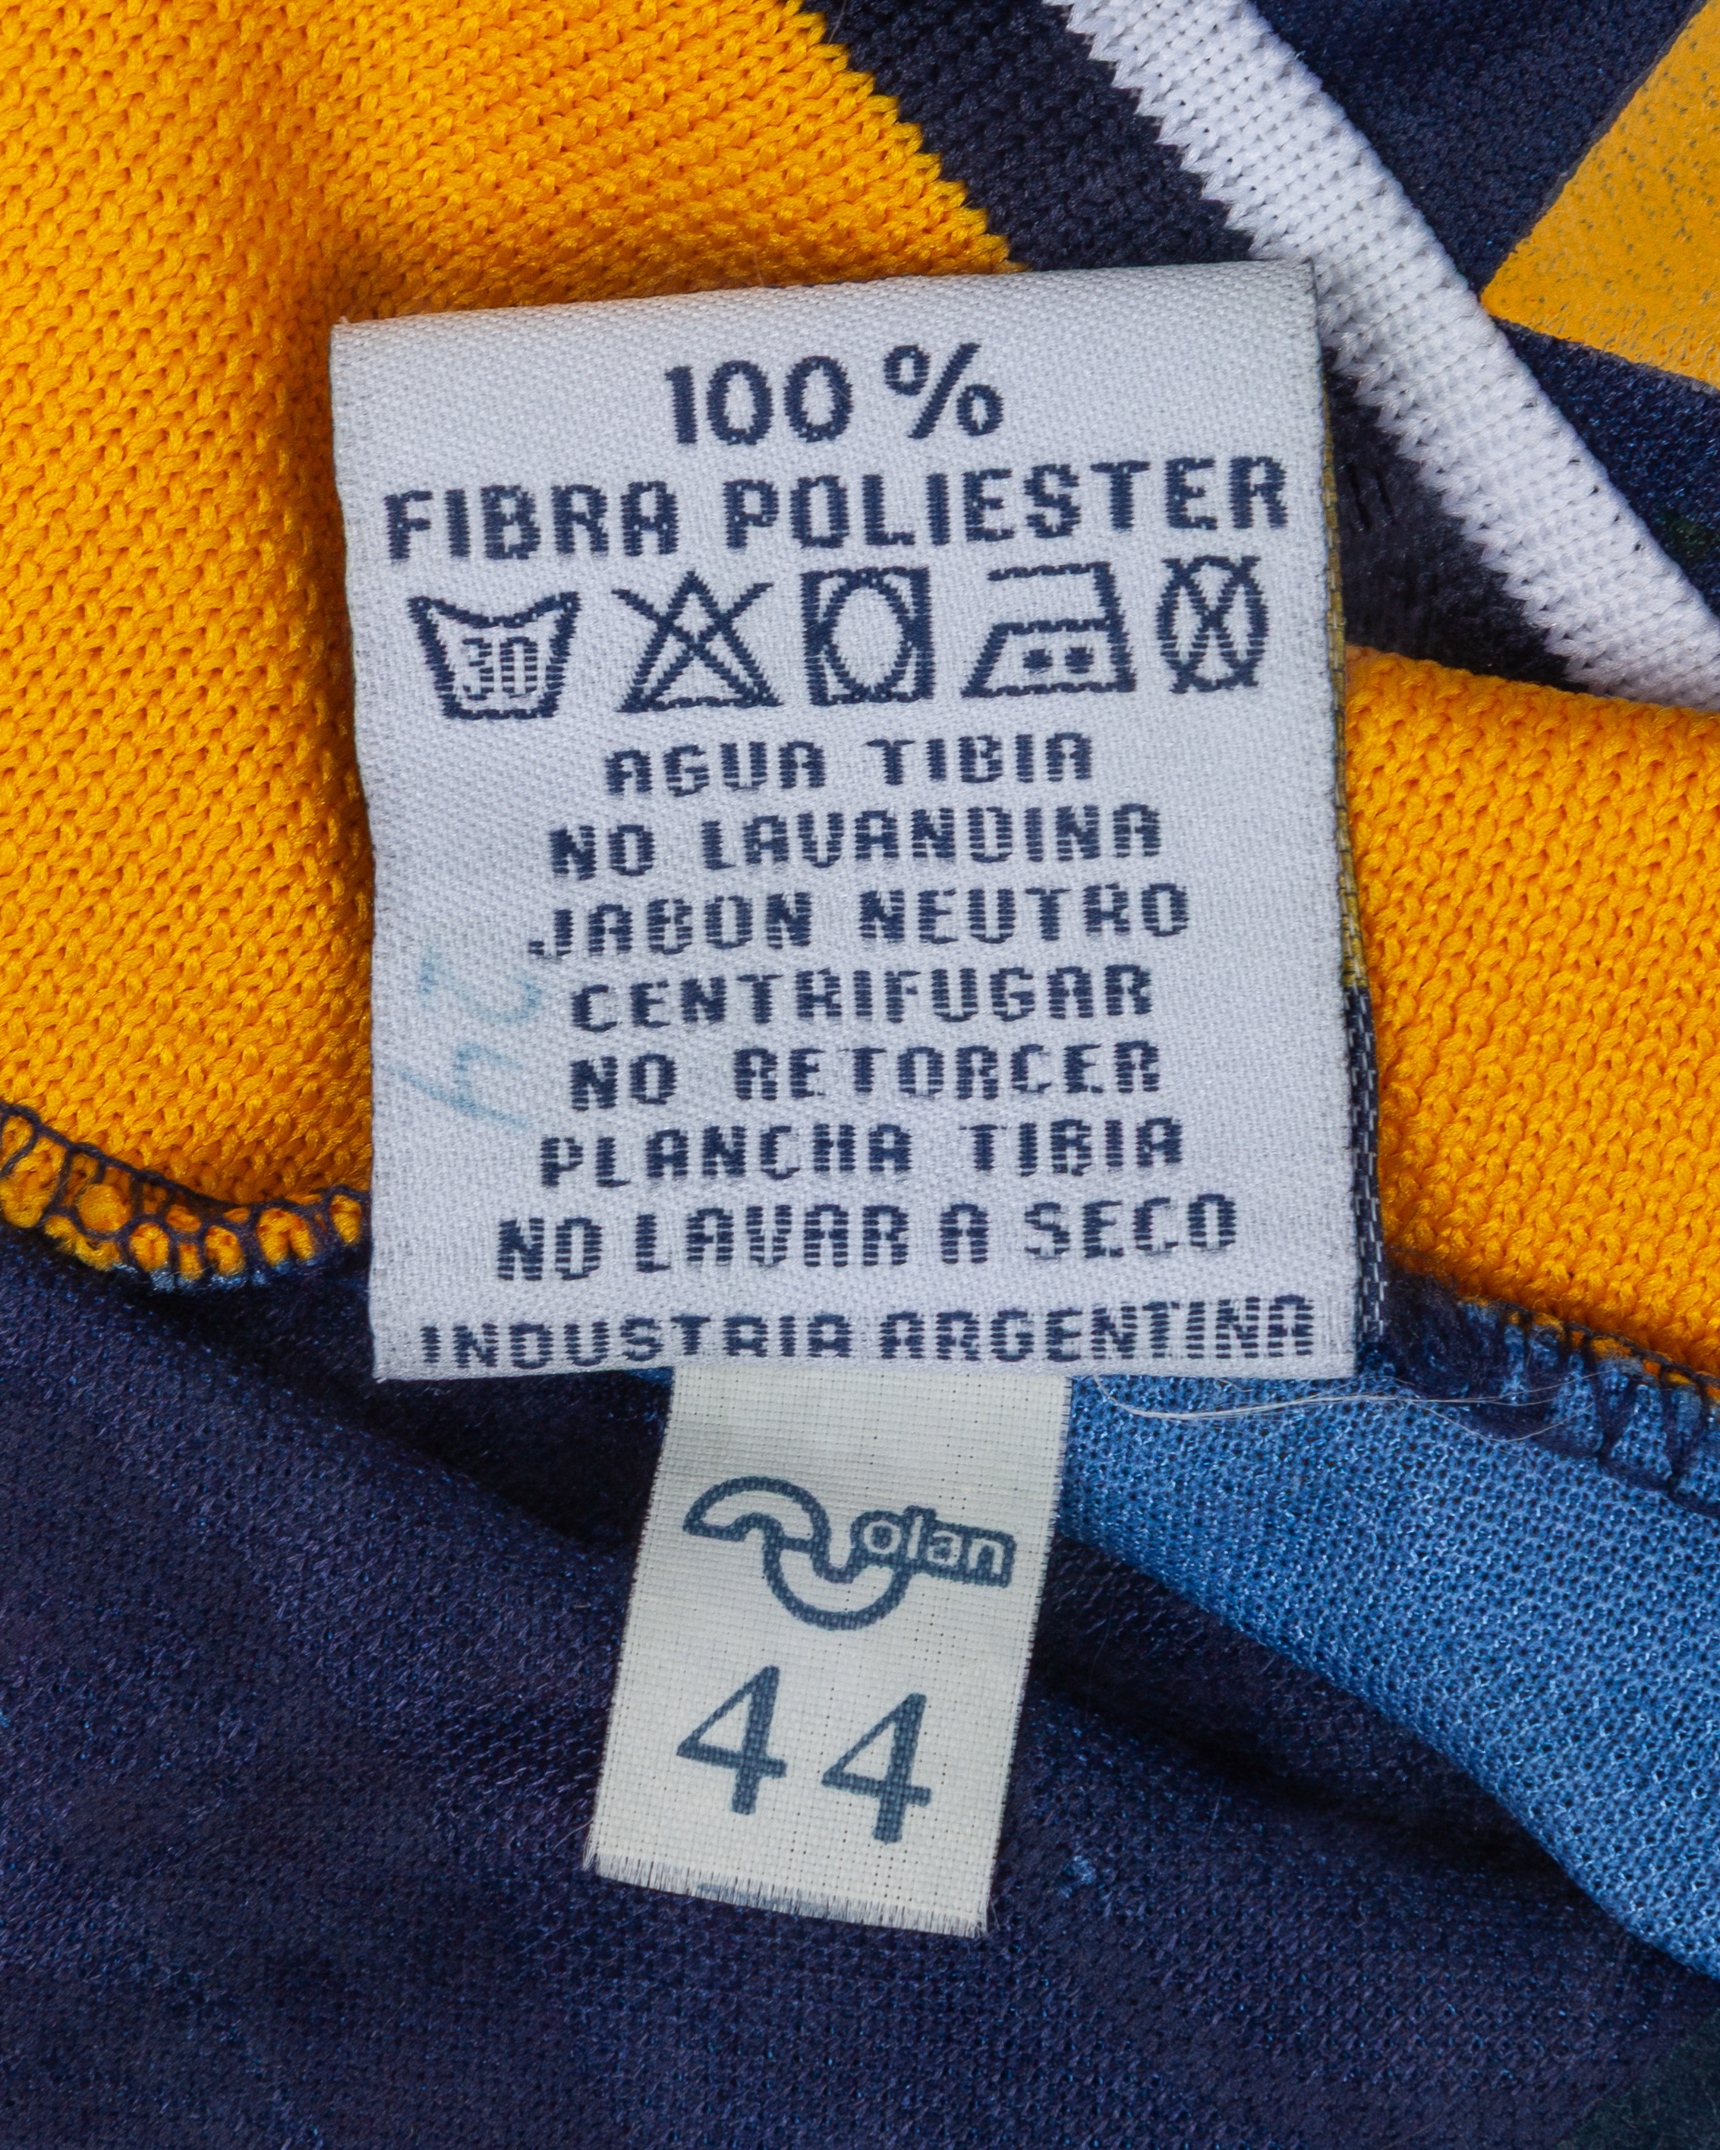 100 %
FIBRA POLIESTER
30
AGUA TIBIA
NO LAVANDINA
JABON NEUTRO
CENTRIFUGAR
NO RETORCER
PLANCHA TIBIA
NO LAVAR A SECO
INDUSTRIA ARGENTINA
olan
44